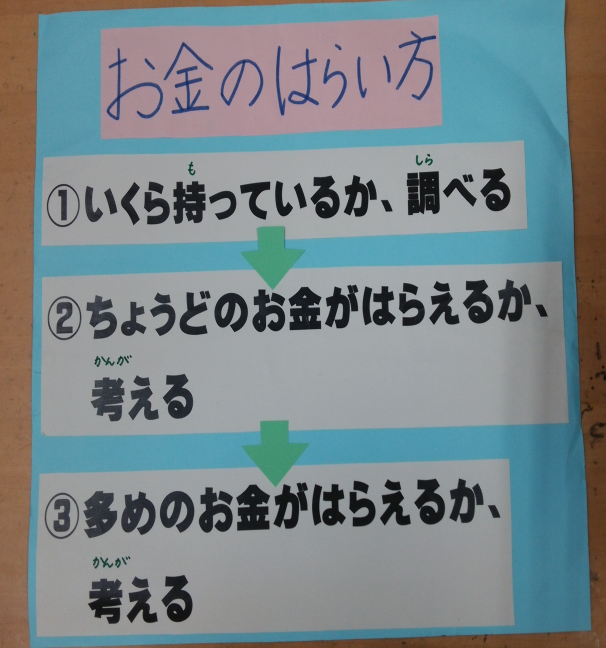 お金のはらい方
も
しら
①いくら持っているか、調べる
②ちょうどのお金がはらえるか、
かんが
考える
③多めのお金がはらえるか、
かんが
考える